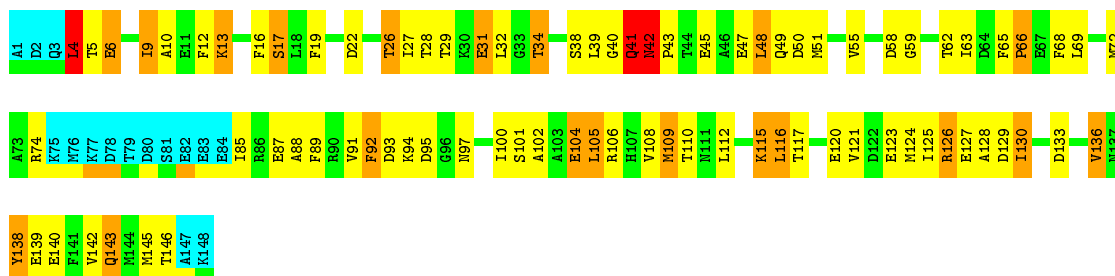 A1 D2 Q3 L4 T5 E6 I9 A10 E11 F12 K13 F16 S17 L18 F19 D22 T26 I27 T28 T29 K30 E31 L32 G33 T34 S38 L39 G40 Q41 N42 P43 T44 E45 A46 E47 L48 Q49 D50 M51 V55 D58 G59 T62 I63 D64 F65 P66 E67 F68 L69 M72
A73 R74 K75 M76 K77 D78 T79 D80 S81 E82 E83 E84 I85 R86 E87 A88 F89 R90 V91 F92 D93 K94 D95 G96 N97 I100 S101 A102 A103 E104 L105 R106 H107 V108 M109 T110 N111 L112 K115 L116 T117 E120 V121 D122 E123 M124 I125 R126 E127 A128 D129 I130 D133 V136 N137
Y138 E139 E140 F141 V142 Q143 M144 M145 T146 A147 K148